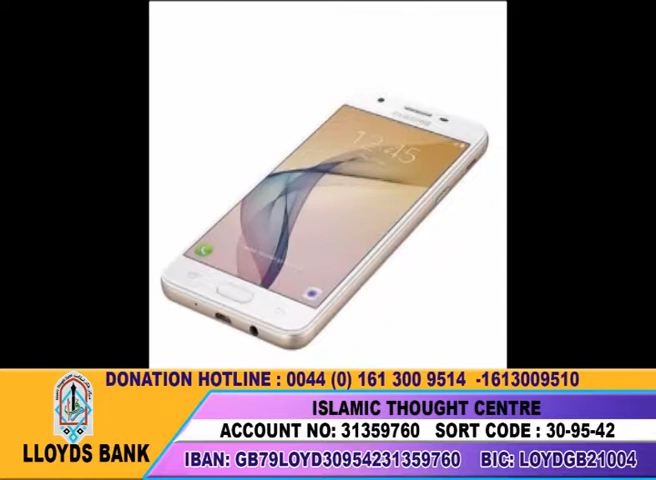 SAMSUNG
12:45
DONATION HOTLINE : 0044 (0) 161 300 9514 -1613009510
ISLAMIC THOUGHT CENTRE
ACCOUNT NO: 31359760 SORT CODE : 30-95-42
LLOYDS BANK
IBAN: GB79LOYD30954231359760 BIC: LOYDGB21004